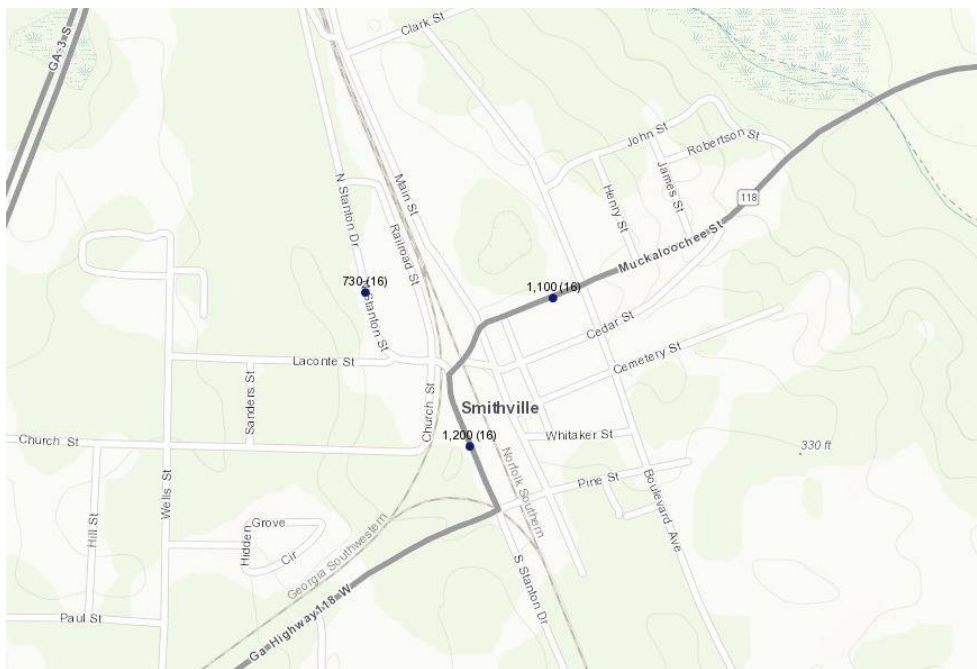 Clark St
GA-3 S
John St
Robertson St
James St
Henry St
118
Muckaloochee St
N Stanton Dr
Main St
Railroad St
730 (16)
1,100 (16)
N Stanton St
Cedar St
Laconte St
Cemetery St
Sanders St
Church St
Smithville
Church St
1,200 (16)
Whitaker St
330 ft
Norfolk Southern
Pine St
Boulevard Ave
Wells St
Hill St
Hidden
Grove
Cir
Georgia Southwestern
S Stanton Dr
Paul St
Ga Highway 118 W